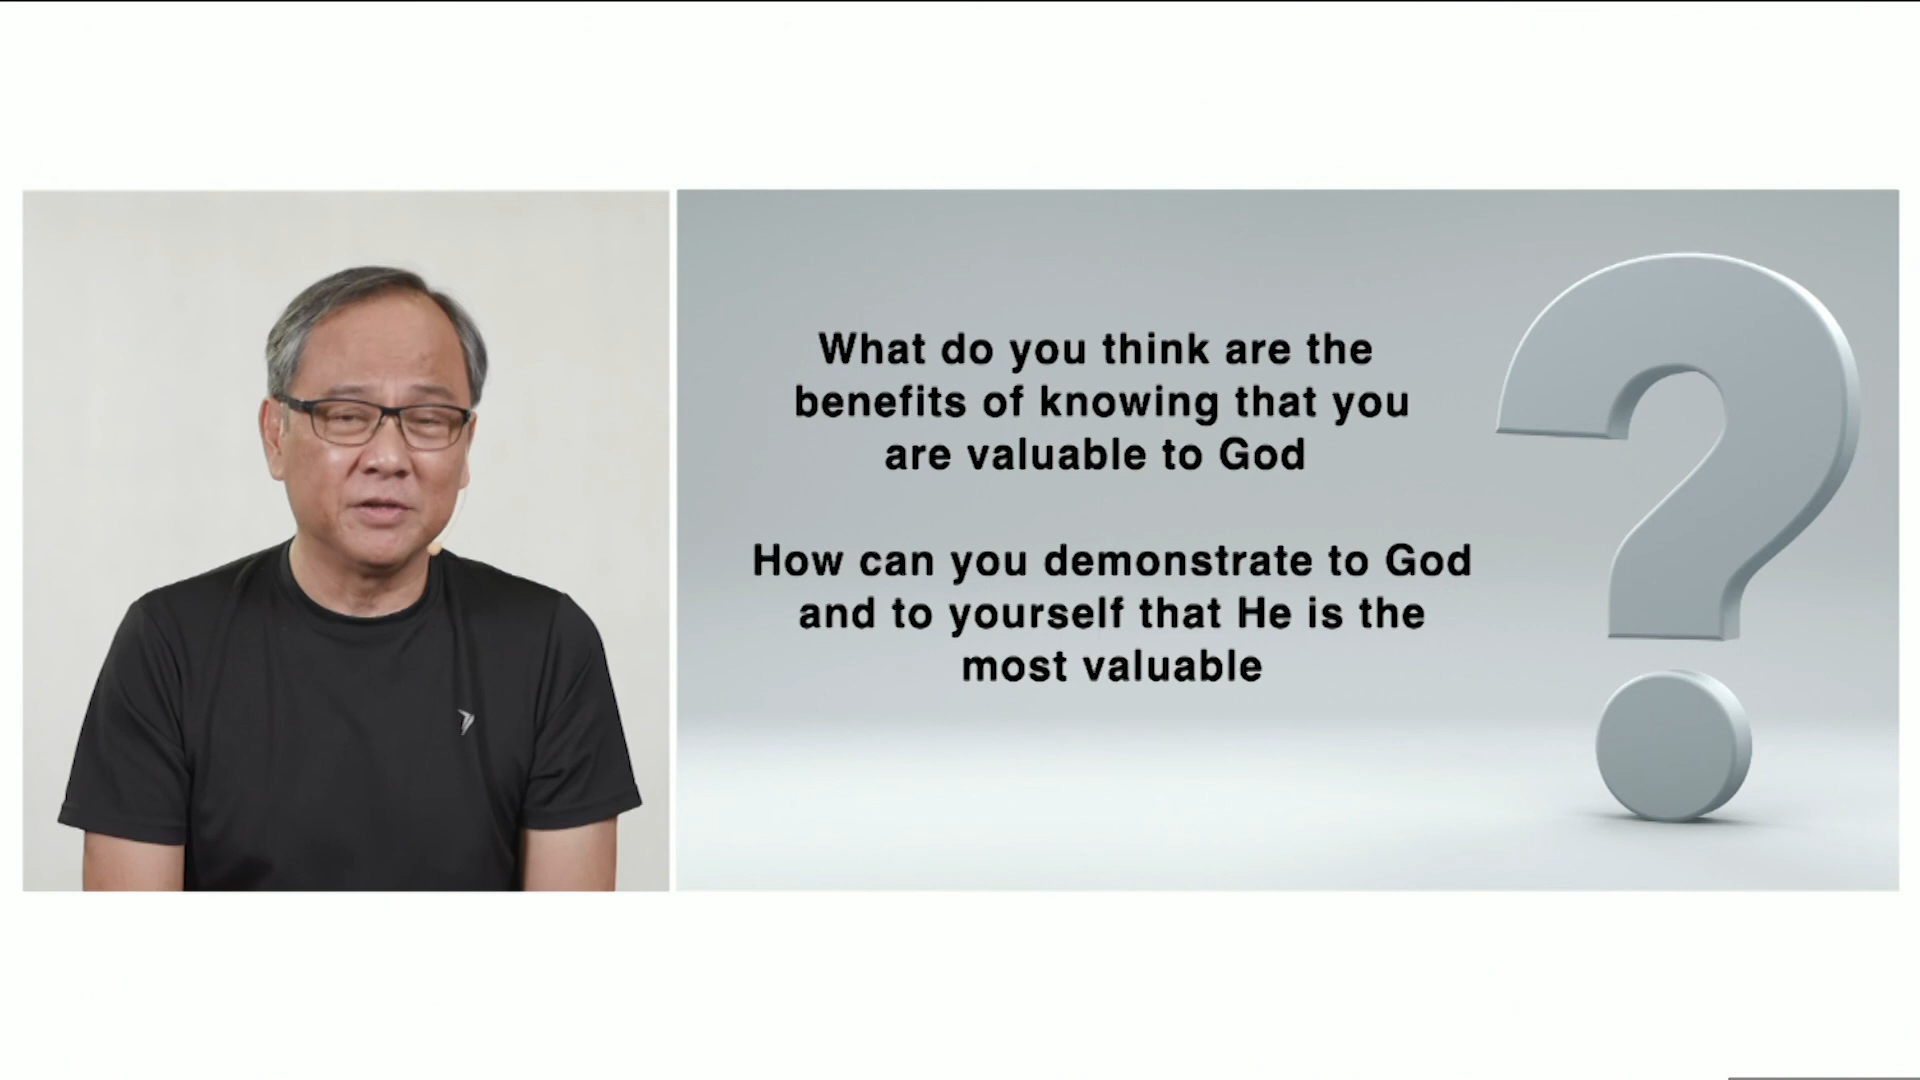 What do you think are the
benefits of knowing that you
are valuable to God
How can you demonstrate to God
and to yourself that He is the
most valuable